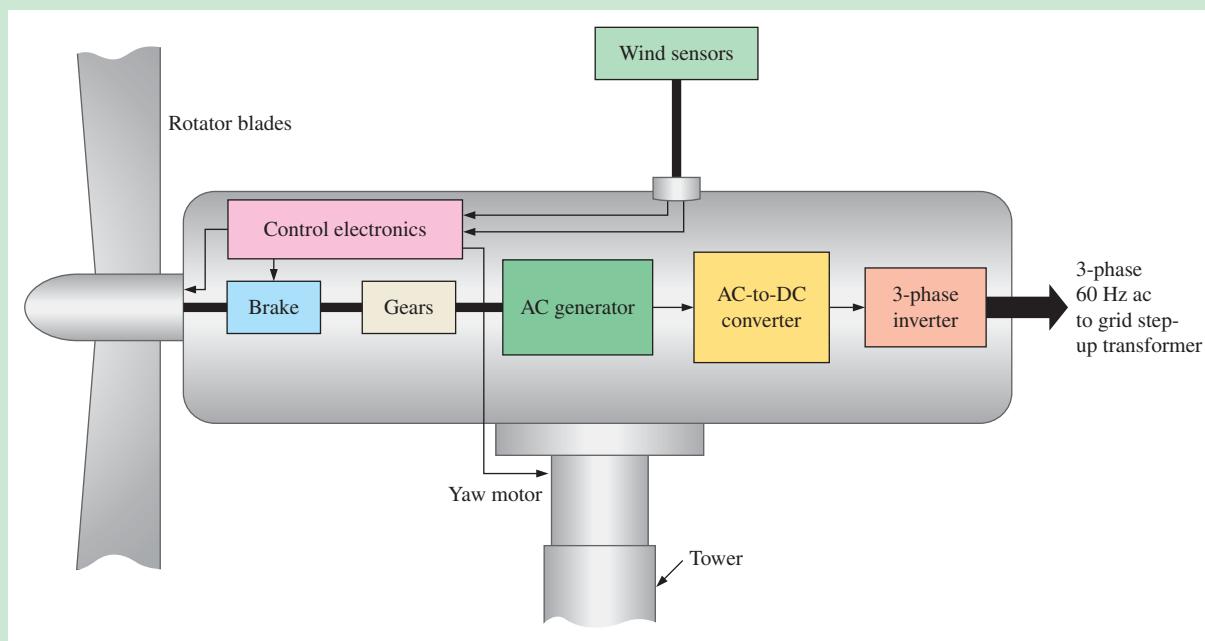 Wind sensors
Rotator blades
Control electronics
Brake
Gears
AC generator
AC-to-DC
converter
3-phase
inverter
3-phase
60 Hz ac
to grid step-
up transformer
Yaw motor
Tower